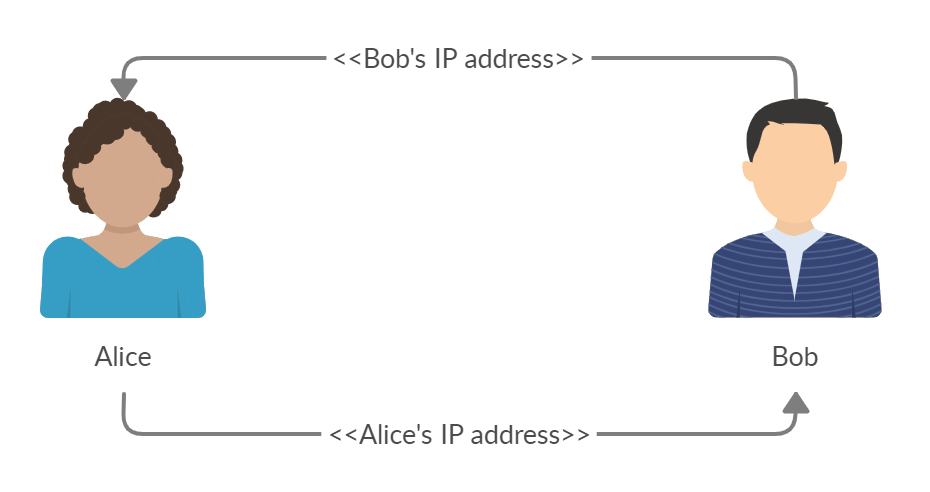 <<Bob's IP address>>
Alice
Bob
<<Alice's IP address>>